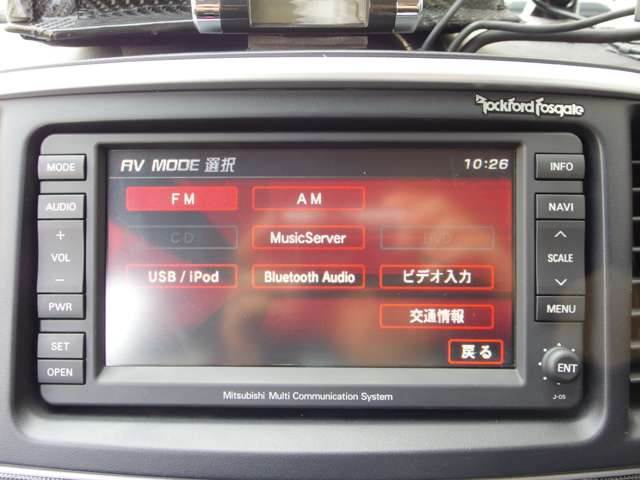 Rockford Fosgate
MODE
AUDIO
+
VOL
−
PWR
SET
OPEN
AV MODE 選択
10:26
FM
AM
CD
MusicServer
DVD
USB / iPod
Bluetooth Audio
ビデオ入力
交通情報
戻る
INFO
NAVI
SCALE
MENU
ENT
J-05
Mitsubishi Multi Communication System